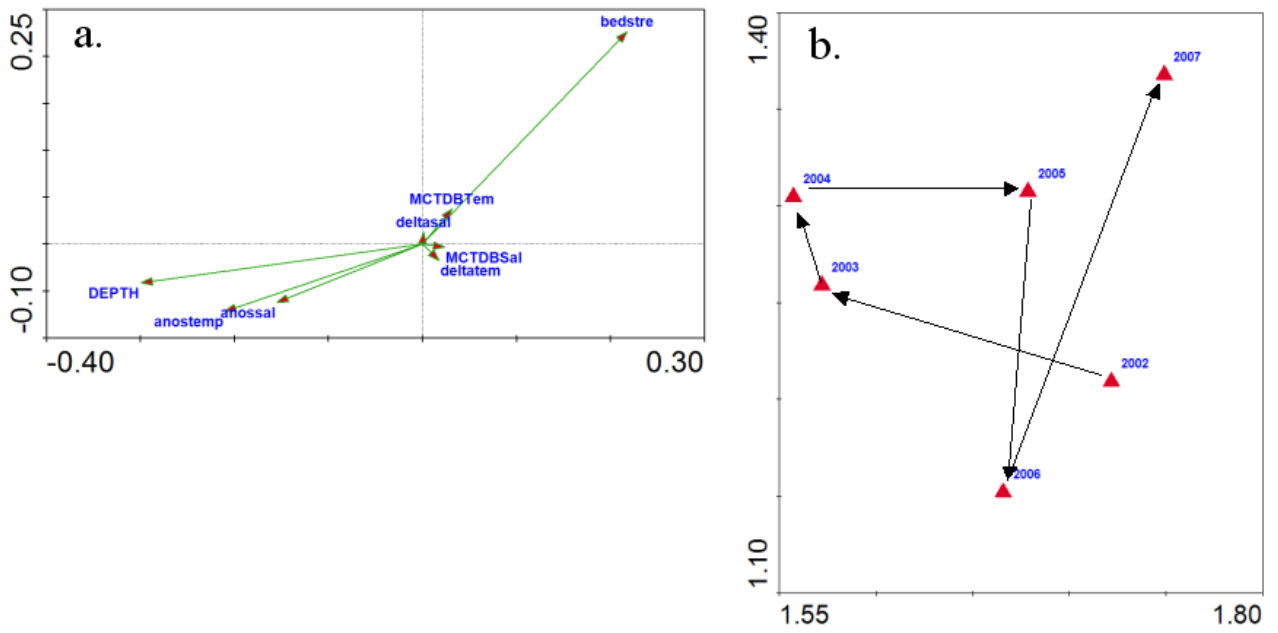 a.
0.25
-0.10
-0.40
0.30
bedstre
MCTDBTem
deltasal
MCTDBSal
deltatem
DEPTH
anostemp
anossal
b.
1.40
1.10
1.55
1.80
2007
2004
2005
2003
2002
2006